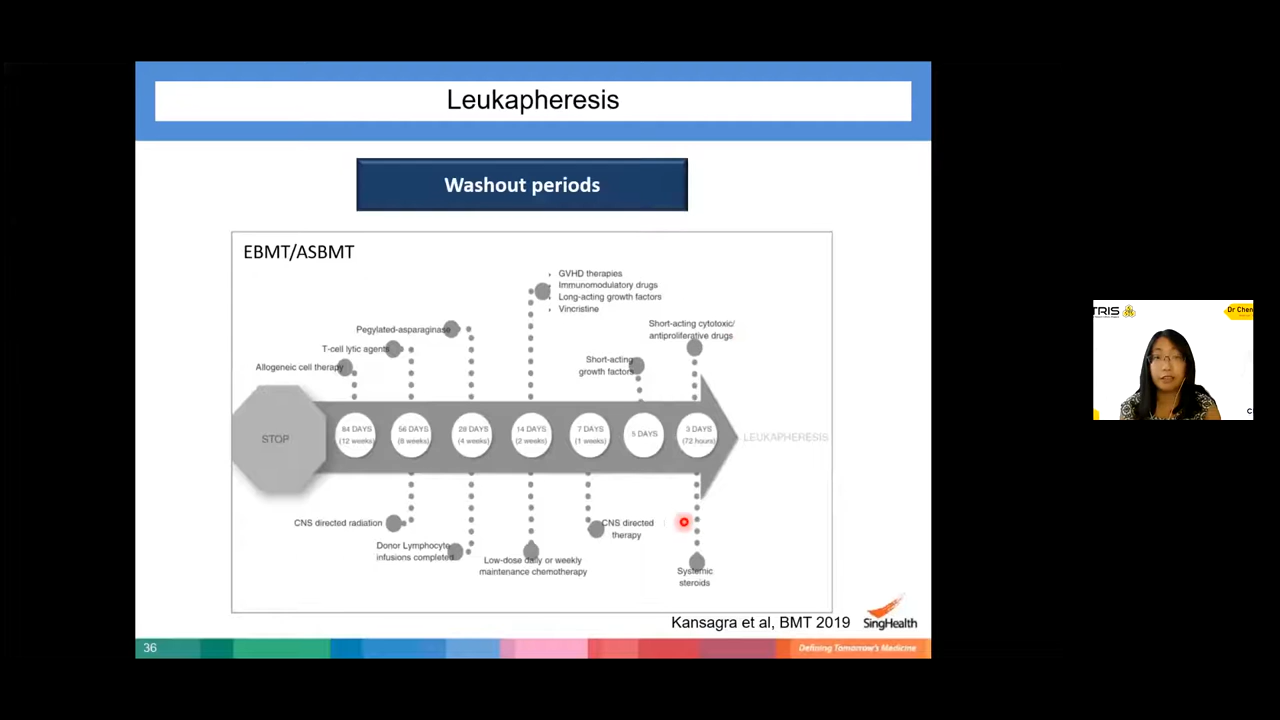 Leukapheresis
Washout periods
EBMT/ASBMT
GVHD therapies
Immunomodulatory drugs
Long-acting growth factors
Vincristine
Pegylated-asparaginase
T-cell lytic agents
Allogeneic cell therapy
Short-acting
growth factors
Short-acting cytotoxic/
antiproliferative drugs
STOP
84 DAYS
(12 weeks)
56 DAYS
(8 weeks)
28 DAYS
(4 weeks)
14 DAYS
(2 weeks)
7 DAYS
(1 weeks)
5 DAYS
3 DAYS
(72 hours)
LEUKAPHERESIS
CNS directed radiation
Donor Lymphocyte
infusions completed
Low-dose daily or weekly
maintenance chemotherapy
CNS directed
therapy
Systemic
steroids
Kansagra et al, BMT 2019
SingHealth
36
Defining Tomorrow's Medicine
TRIS
Dr Chen